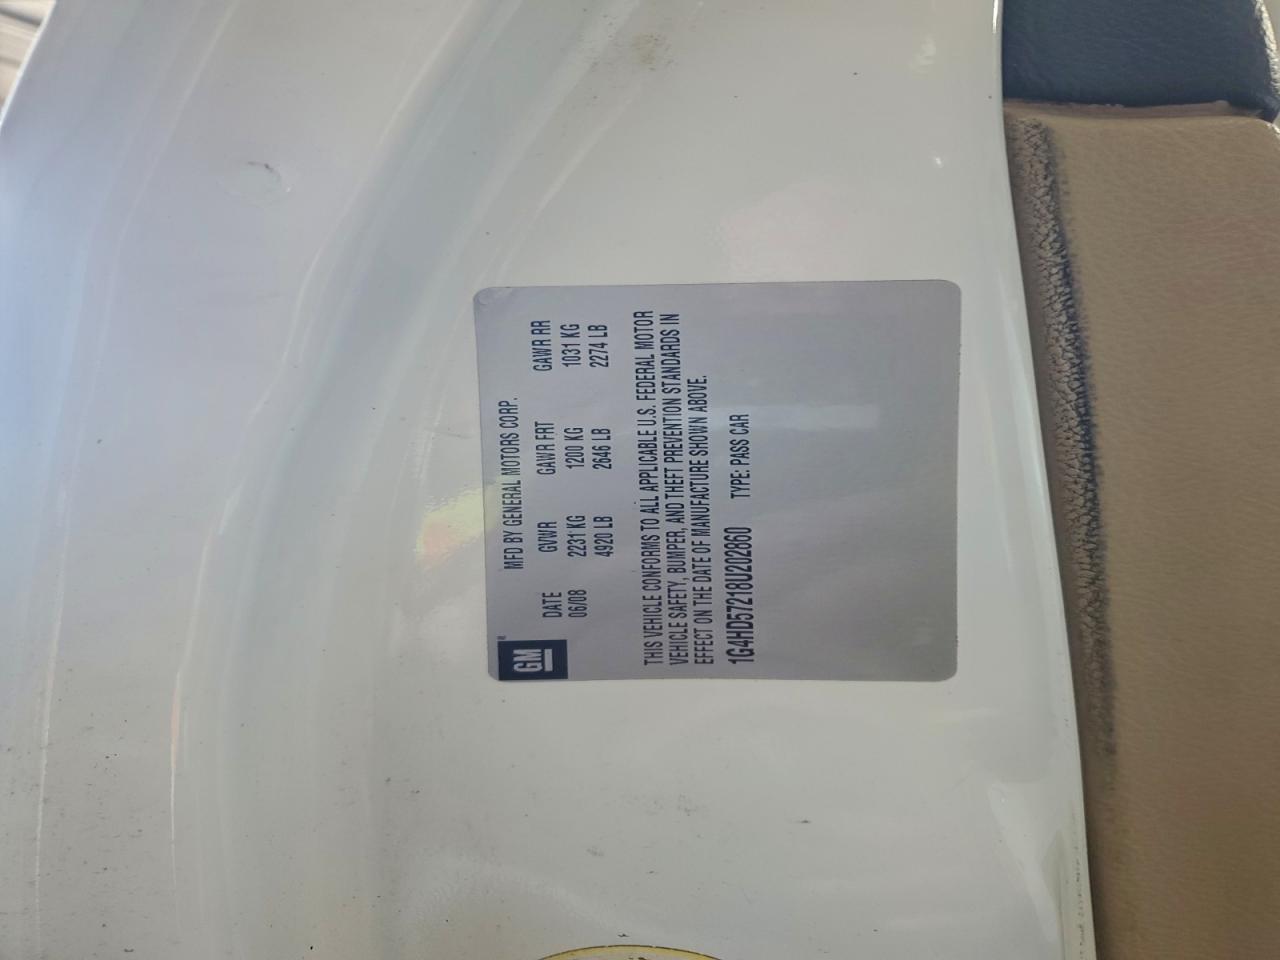 GM
®
MFD BY GENERAL MOTORS CORP.
DATE GVWR GAWR FRT GAWR RR
06/08 2231 KG 1200 KG 1031 KG
4920 LB 2646 LB 2274 LB
THIS VEHICLE CONFORMS TO ALL APPLICABLE U.S. FEDERAL MOTOR
VEHICLE SAFETY, BUMPER, AND THEFT PREVENTION STANDARDS IN
EFFECT ON THE DATE OF MANUFACTURE SHOWN ABOVE.
1G4HD57218U202860 TYPE: PASS CAR